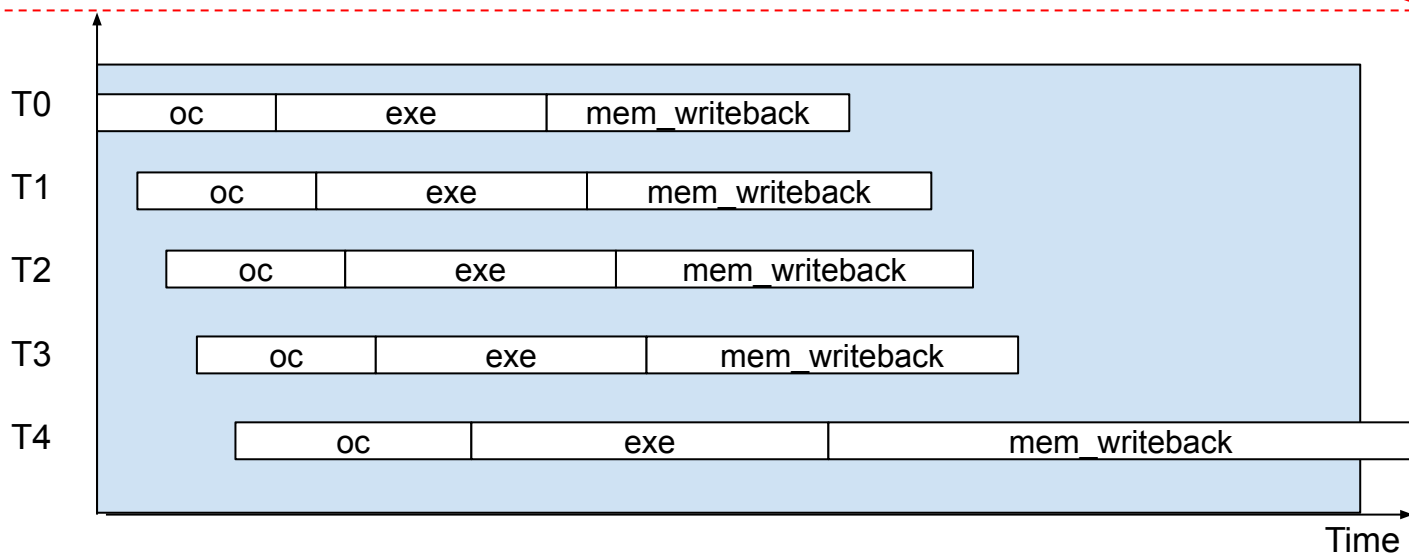 T0 oc exe mem_writeback
T1 oc exe mem_writeback
T2 oc exe mem_writeback
T3 oc exe mem_writeback
T4 oc exe mem_writeback
Time